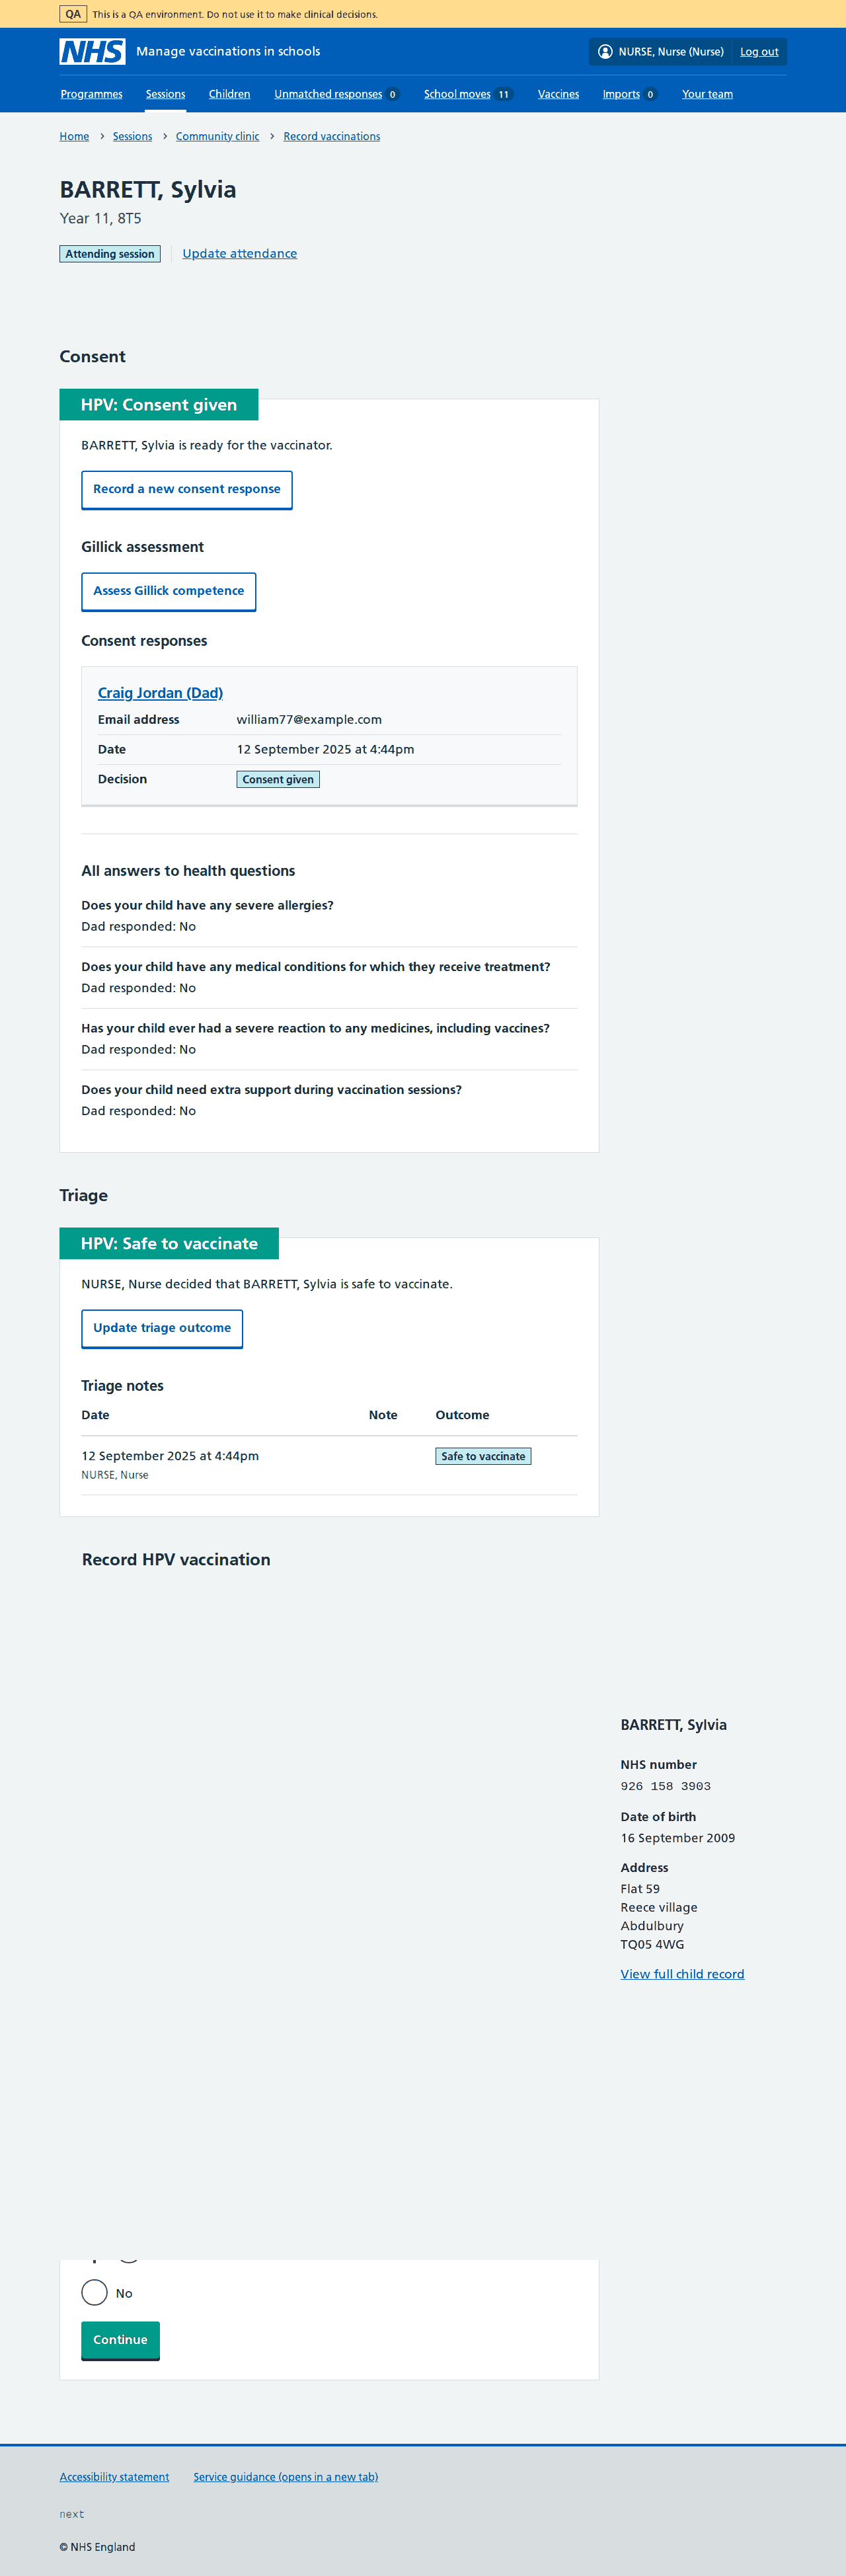 QA This is a QA environment. Do not use it to make clinical decisions.
NHS Manage vaccinations in schools NURSE, Nurse (Nurse) Log out
Programmes Sessions Children Unmatched responses 0 School moves 11 Vaccines Imports 0 Your team
Home Sessions Community clinic Record vaccinations
BARRETT, Sylvia
Year 11, 8T5
Attending session Update attendance
Consent
HPV: Consent given
BARRETT, Sylvia is ready for the vaccinator.
Record a new consent response
Gillick assessment
Assess Gillick competence
Consent responses
Craig Jordan (Dad)
Email address william77@example.com
Date 12 September 2025 at 4:44pm
Decision Consent given
All answers to health questions
Does your child have any severe allergies?
Dad responded: No
Does your child have any medical conditions for which they receive treatment?
Dad responded: No
Has your child ever had a severe reaction to any medicines, including vaccines?
Dad responded: No
Does your child need extra support during vaccination sessions?
Dad responded: No
Triage
HPV: Safe to vaccinate
NURSE, Nurse decided that BARRETT, Sylvia is safe to vaccinate.
Update triage outcome
Triage notes
Date Note Outcome
12 September 2025 at 4:44pm Safe to vaccinate
NURSE, Nurse
Record HPV vaccination
BARRETT, Sylvia
NHS number
926 158 3903
Date of birth
16 September 2009
Address
Flat 59
Reece village
Abdulbury
TQ05 4WG
View full child record
No
Continue
Accessibility statement Service guidance (opens in a new tab)
next
© NHS England